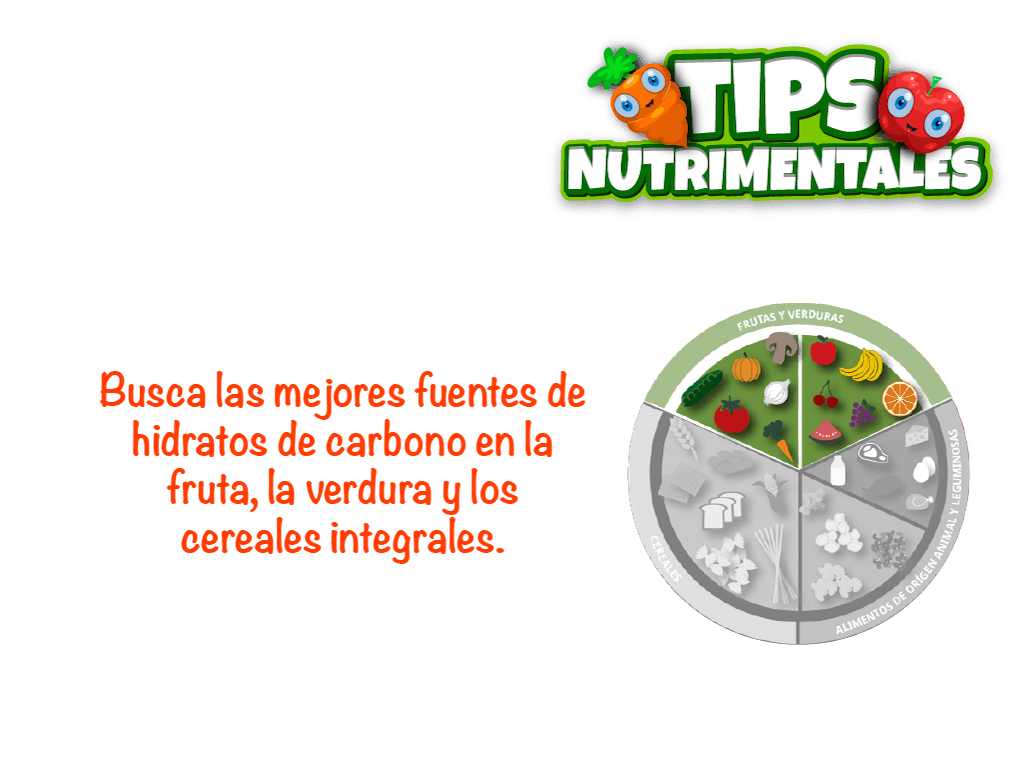 TIPS
NUTRIMENTALES
FRUTAS Y VERDURAS
Busca las mejores fuentes de
hidratos de carbono en la
fruta, la verdura y los
cereales integrales.
CEREALES
ALIMENTOS DE ORÍGEN ANIMAL Y LEGUMINOSAS